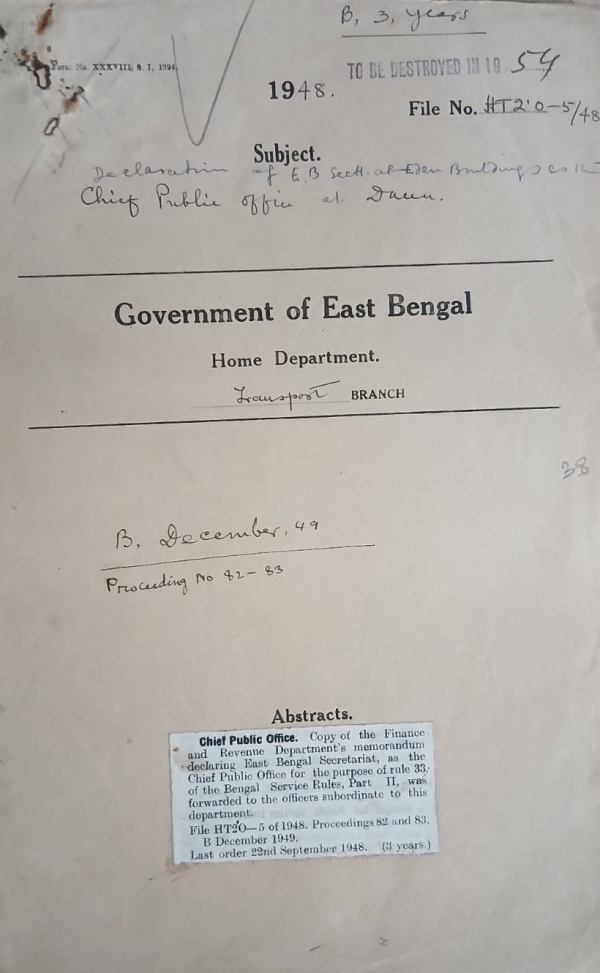 B, 3, years
Form No. XXXVIII, S. I, 1924.
TO BE DESTROYED IN 19 54
1948.
File No. HT2'O-5/48
Subject.
Declaration of E.B. Sectt. at Eden Buildings as the
Chief Public office at Dacca.
Government of East Bengal
Home Department.
Transport BRANCH
38
B. December, 49
Proceeding No 82-83
Abstracts.
Chief Public Office. Copy of the Finance
and Revenue Department's memorandum
declaring East Bengal Secretariat, as the
Chief Public Office for the purpose of rule 33
of the Bengal Service Rules, Part II, was
forwarded to the officers subordinate to this
department.
File HT2'O—5 of 1948. Proceedings 82 and 83.
B December 1949.
Last order 22nd September 1948. (3 years.)